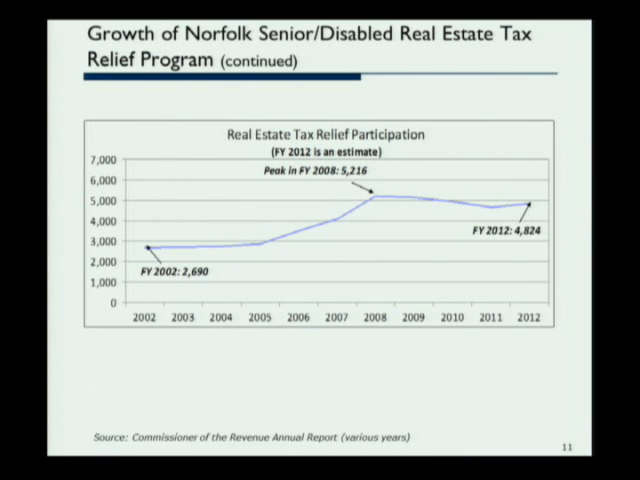 Growth of Norfolk Senior/Disabled Real Estate Tax
Relief Program (continued)
Real Estate Tax Relief Participation
(FY 2012 is an estimate)
Peak in FY 2008: 5,216
7,000
6,000
5,000
4,000
3,000
2,000
1,000
0
FY 2012: 4,824
FY 2002: 2,690
2002 2003 2004 2005 2006 2007 2008 2009 2010 2011 2012
Source: Commissioner of the Revenue Annual Report (various years)
11